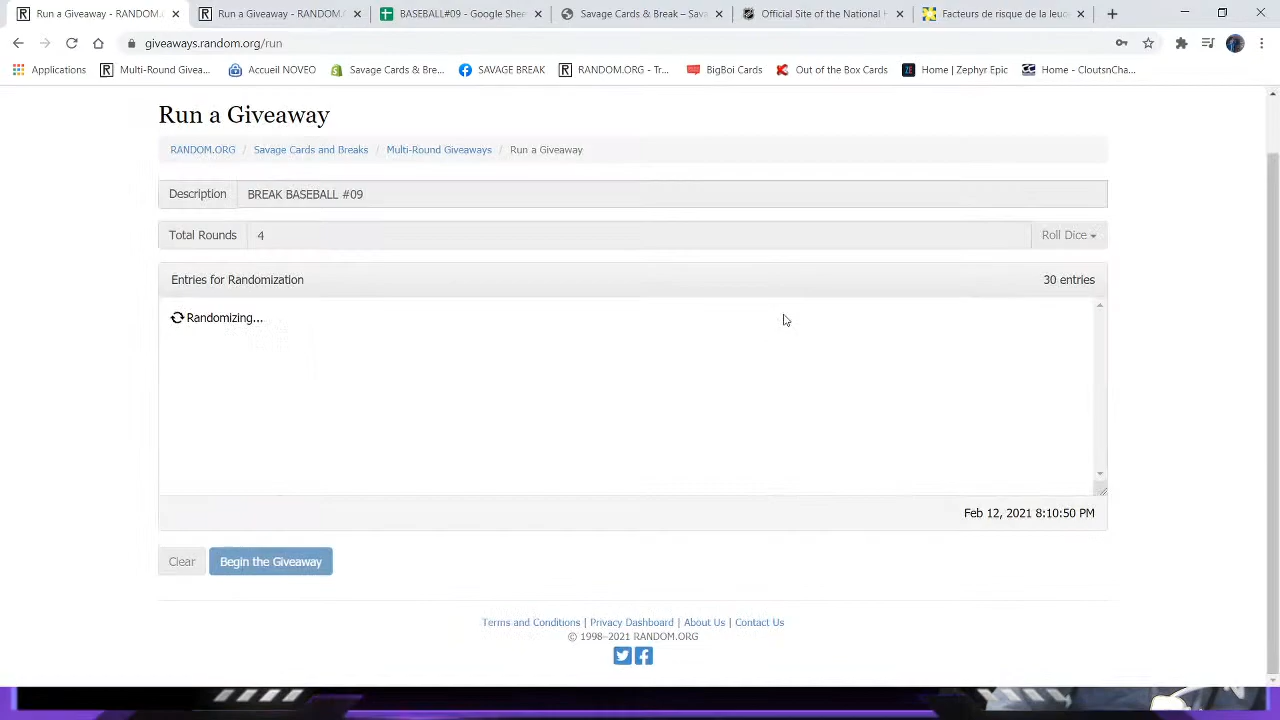 Run a Giveaway - RANDOM.O
Run a Giveaway - RANDOM.
BASEBALL#09 - Google Shee
Savage Cards & Break – Sava
Official Site of the National H
Facteurs de risque de la leuc
giveaways.random.org/run
Applications
Multi-Round Givea...
Accueil NOVEO
Savage Cards & Bre...
SAVAGE BREAK
RANDOM.ORG - Tr...
BigBoi Cards
Out of the Box Cards
Home | Zephyr Epic
Home - CloutsnCha...
Run a Giveaway
RANDOM.ORG / Savage Cards and Breaks / Multi-Round Giveaways / Run a Giveaway
Description BREAK BASEBALL #09
Total Rounds 4 Roll Dice
Entries for Randomization 30 entries
Randomizing...
Feb 12, 2021 8:10:50 PM
Clear Begin the Giveaway
Terms and Conditions | Privacy Dashboard | About Us | Contact Us
© 1998–2021 RANDOM.ORG